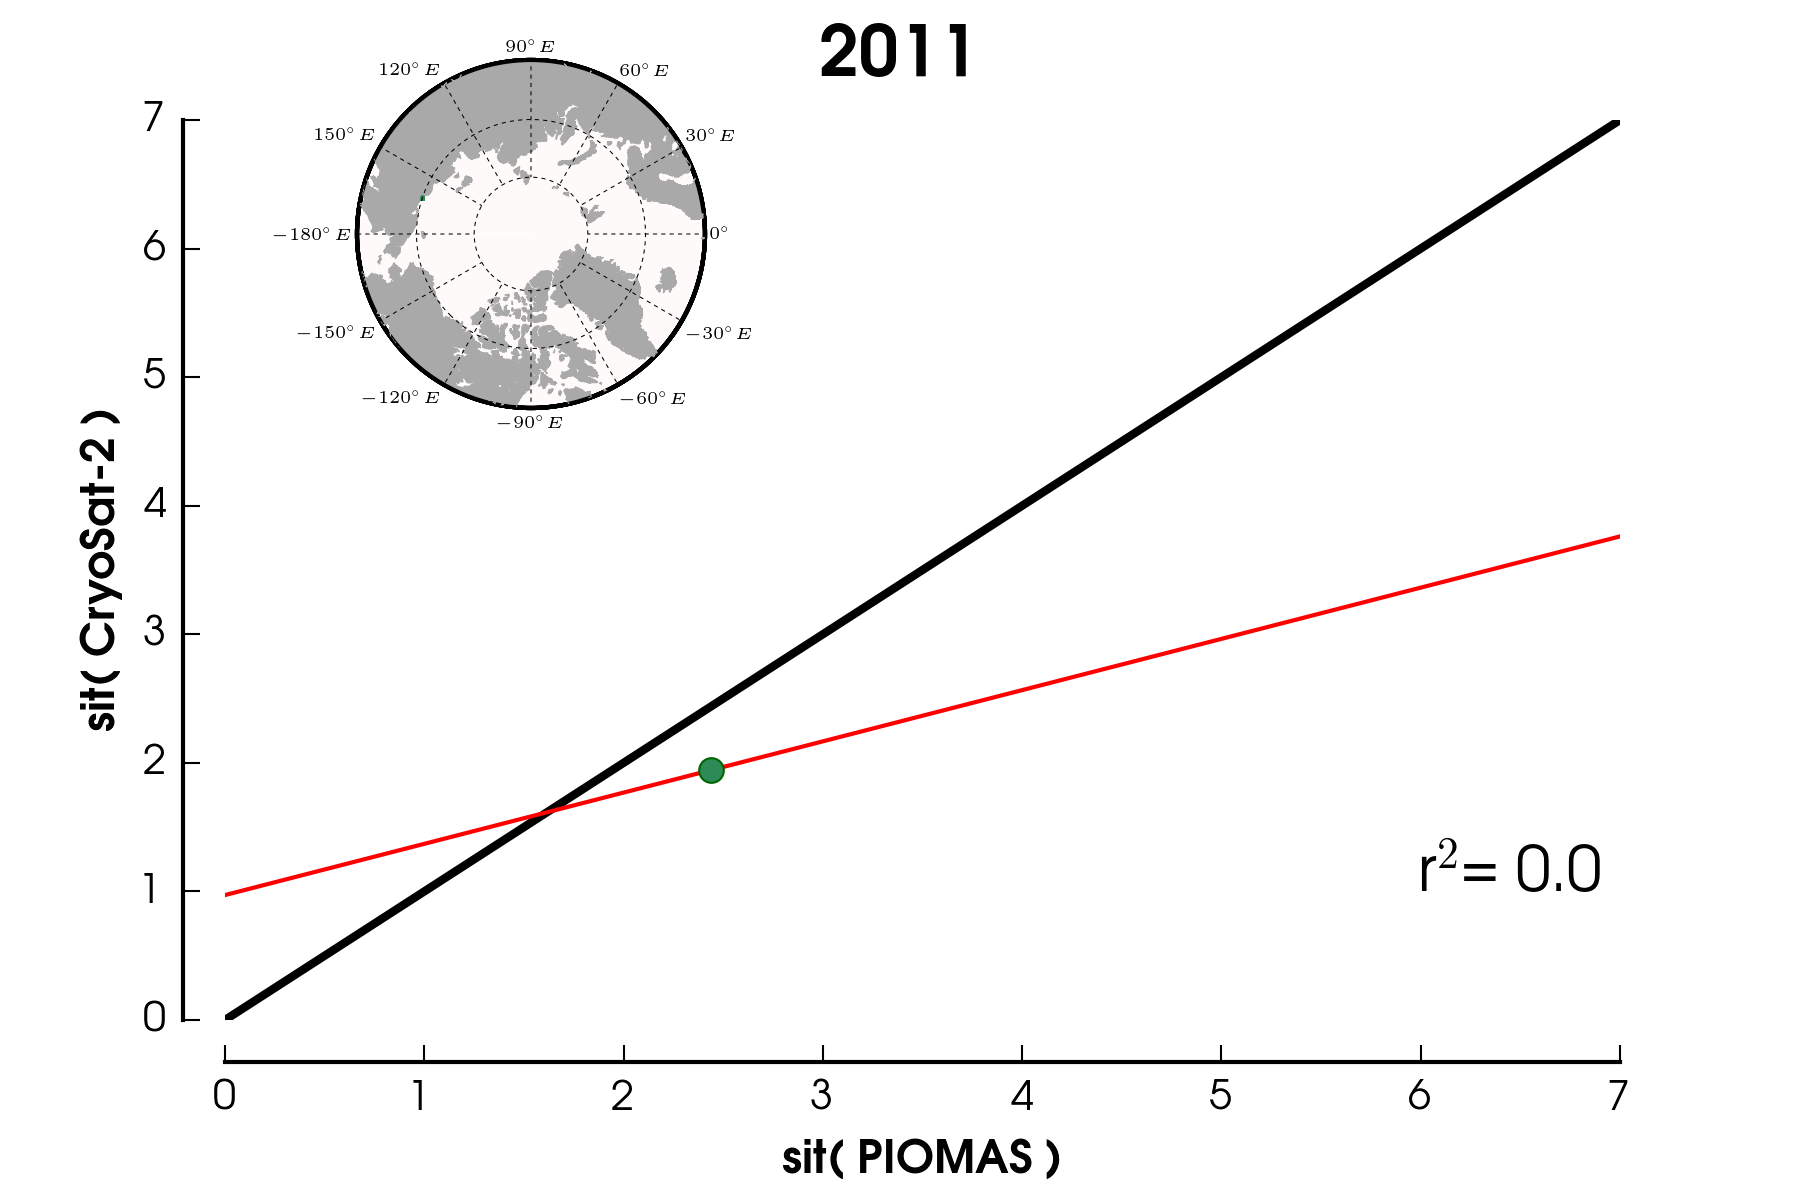 2011
90° E
120° E
60° E
150° E
30° E
−180° E
0°
−150° E
−30° E
−120° E
−60° E
−90° E
7
6
5
4
3
2
1
0
sit( CryoSat-2 )
r²= 0.0
0 1 2 3 4 5 6 7
sit( PIOMAS )